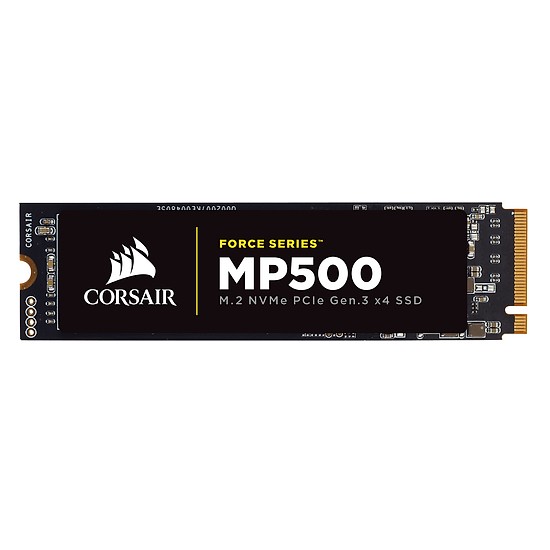 CORSAIR
CORSAIR
FORCE SERIES™
MP500
M.2 NVMe PCIe Gen.3 x4 SSD